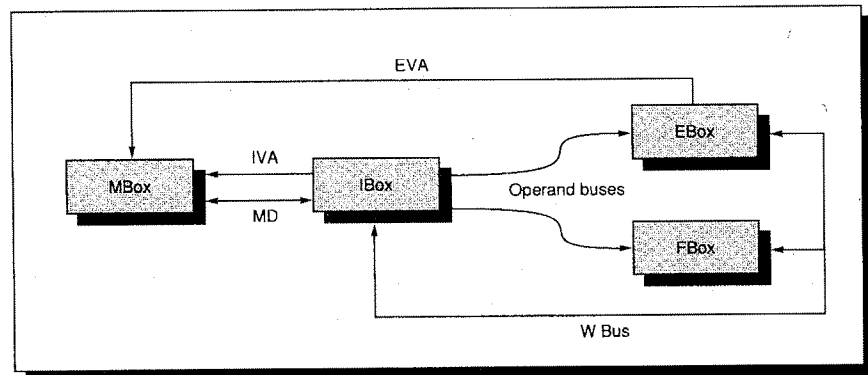 EVA
EBox
IVA
MBox
IBox
Operand buses
MD
FBox
W Bus